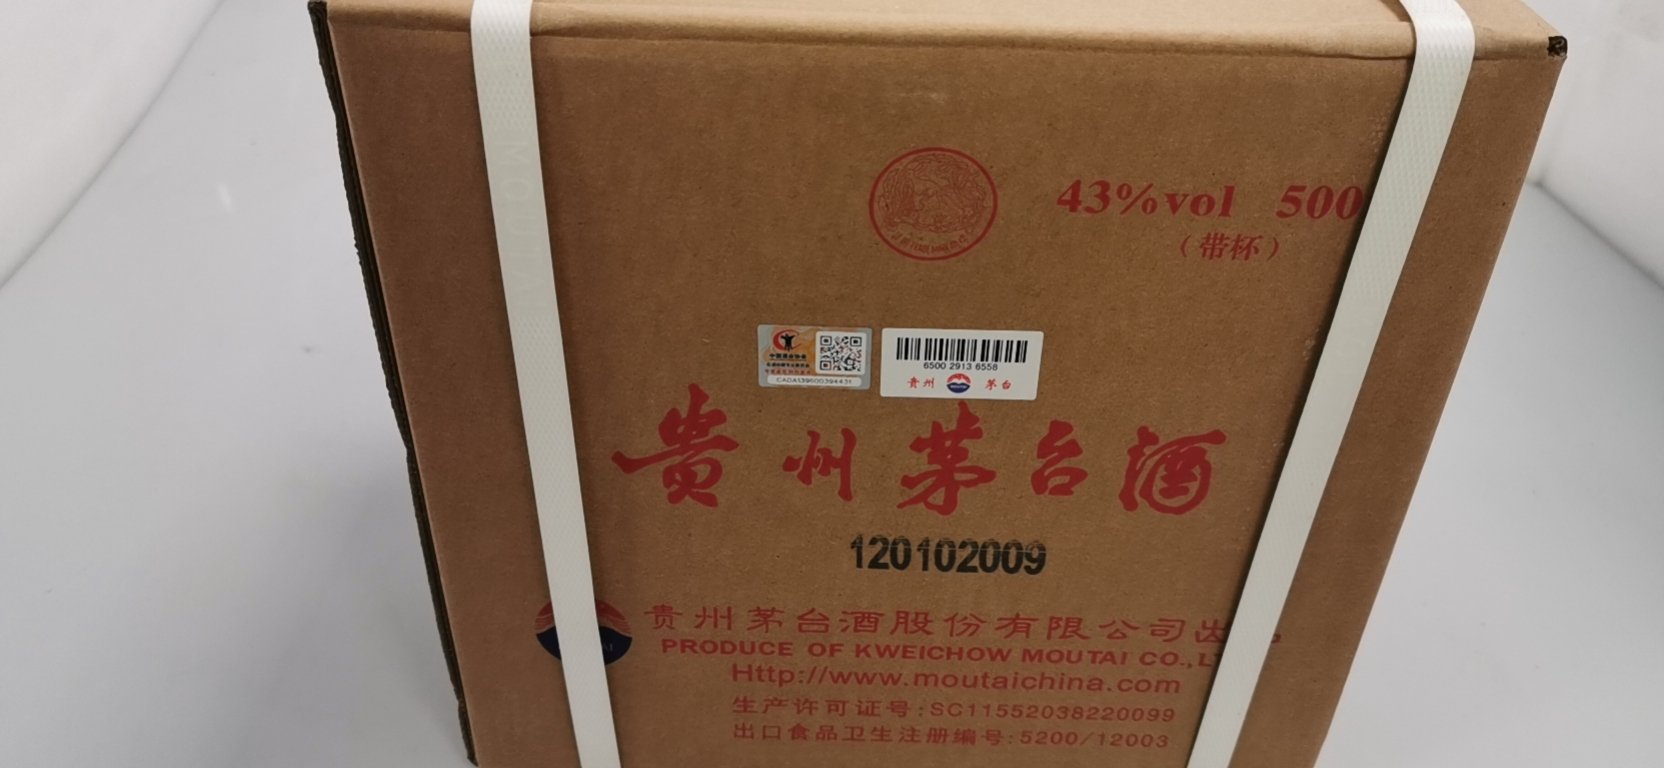 MOUTAI
43%vol 500
（带杯）
CADA139600394431
6500 2913 6558
贵州 茅台
贵州茅台酒
120102009
贵州茅台酒股份有限公司出
PRODUCE OF KWEICHOW MOUTAI CO.,L
Http://www.moutaichina.com
生产许可证号:SC11552038220099
出口食品卫生注册编号:5200/12003